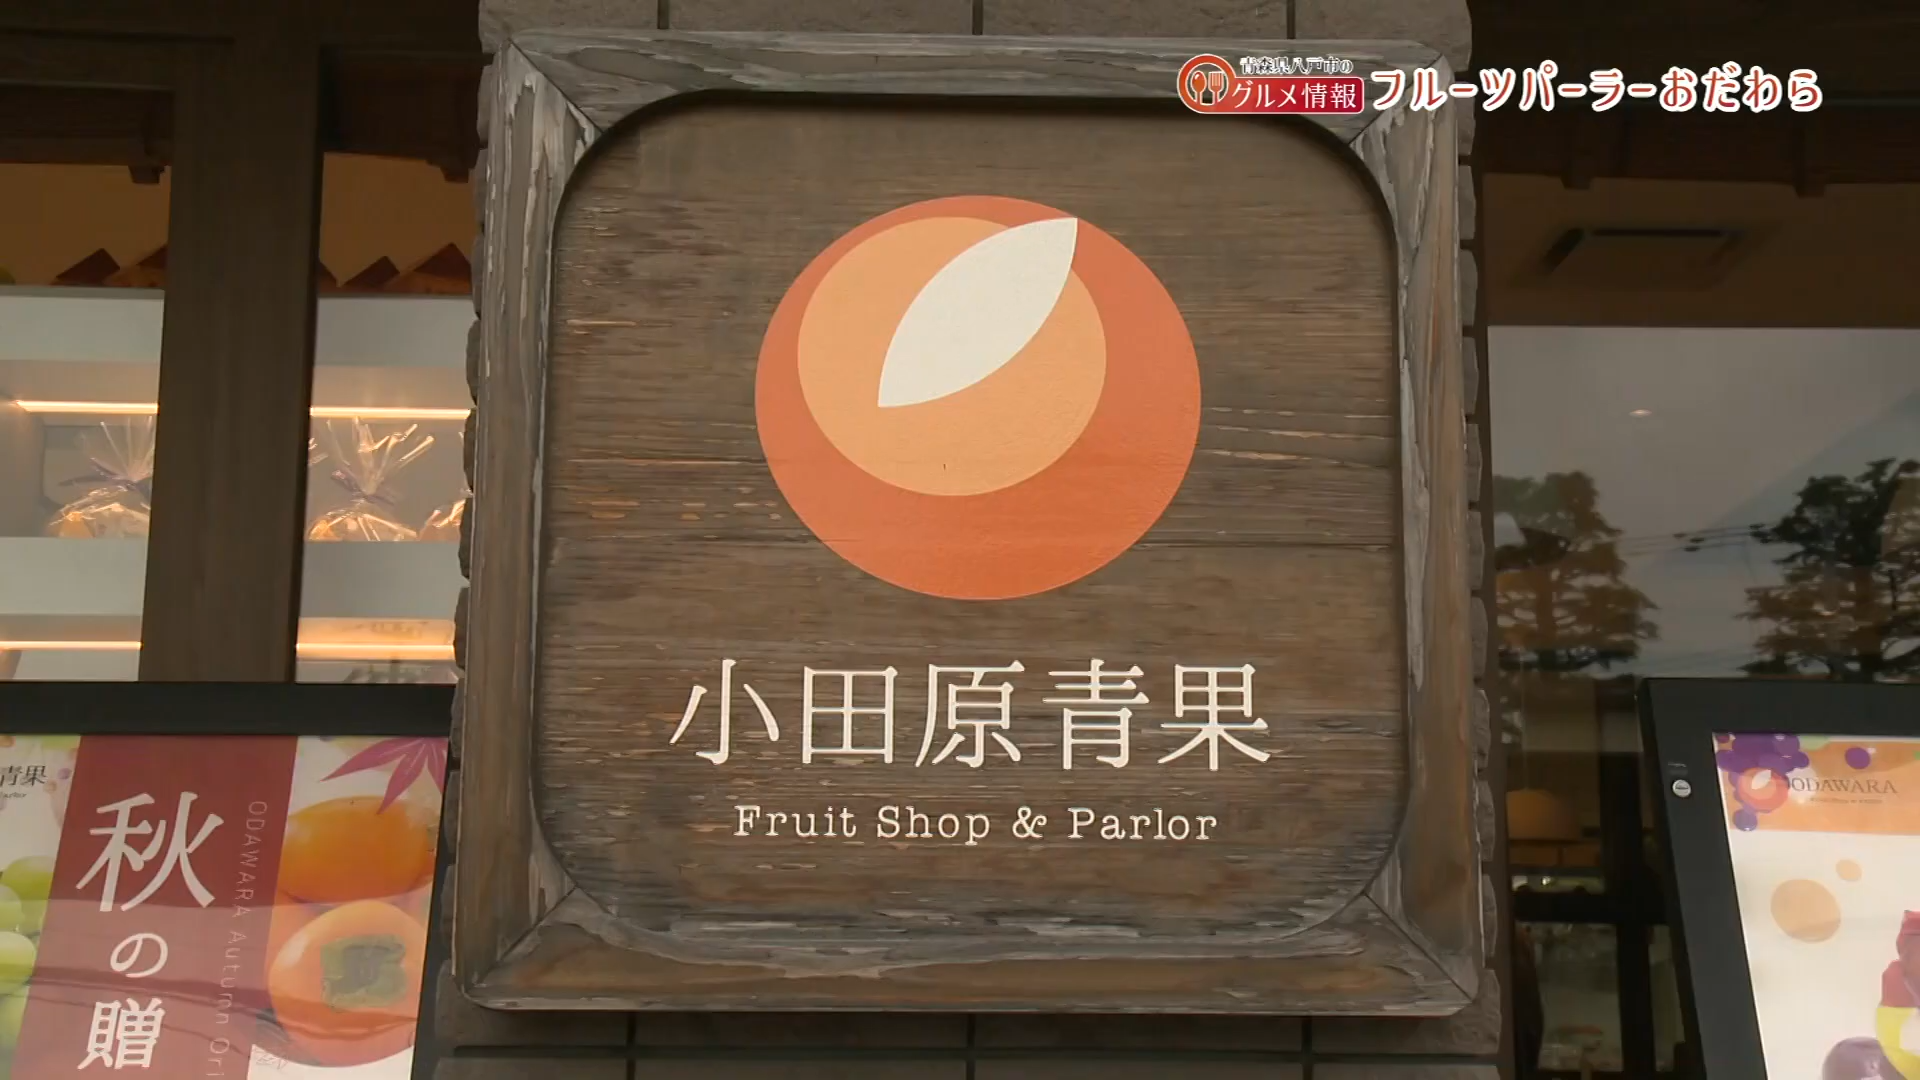 青森県八戸市の
グルメ情報
フルーツパーラーおだわら
小田原青果
Fruit Shop & Parlor
青果
秋の贈
ODAWARA Autumn Ori
ODAWARA